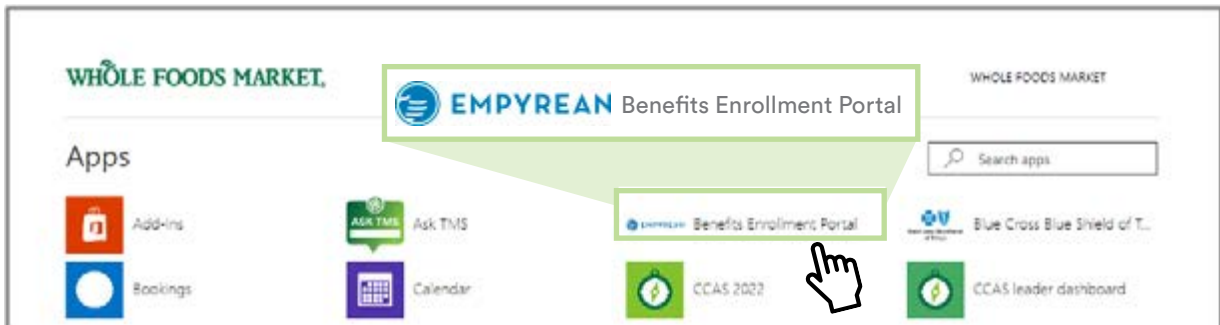 WHOLE FOODS MARKET
WHOLE FOODS MARKET
EMPYREAN Benefits Enrollment Portal
Apps
Search apps
Add-ins
ASK TMS Ask TMS
EMPYREAN Benefits Enrollment Portal
Blue Cross Blue Shield of T...
Bookings
Calendar
CCAS 2022
CCAS leader dashboard